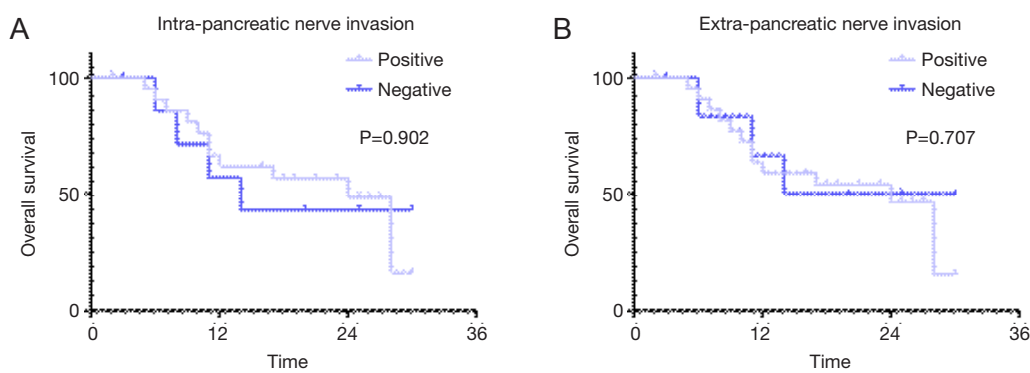 A
Intra-pancreatic nerve invasion
Positive
Negative
P=0.902
100
50
0
Overall survival
0 12 24 36
Time
B
Extra-pancreatic nerve invasion
Positive
Negative
P=0.707
100
50
0
Overall survival
0 12 24 36
Time